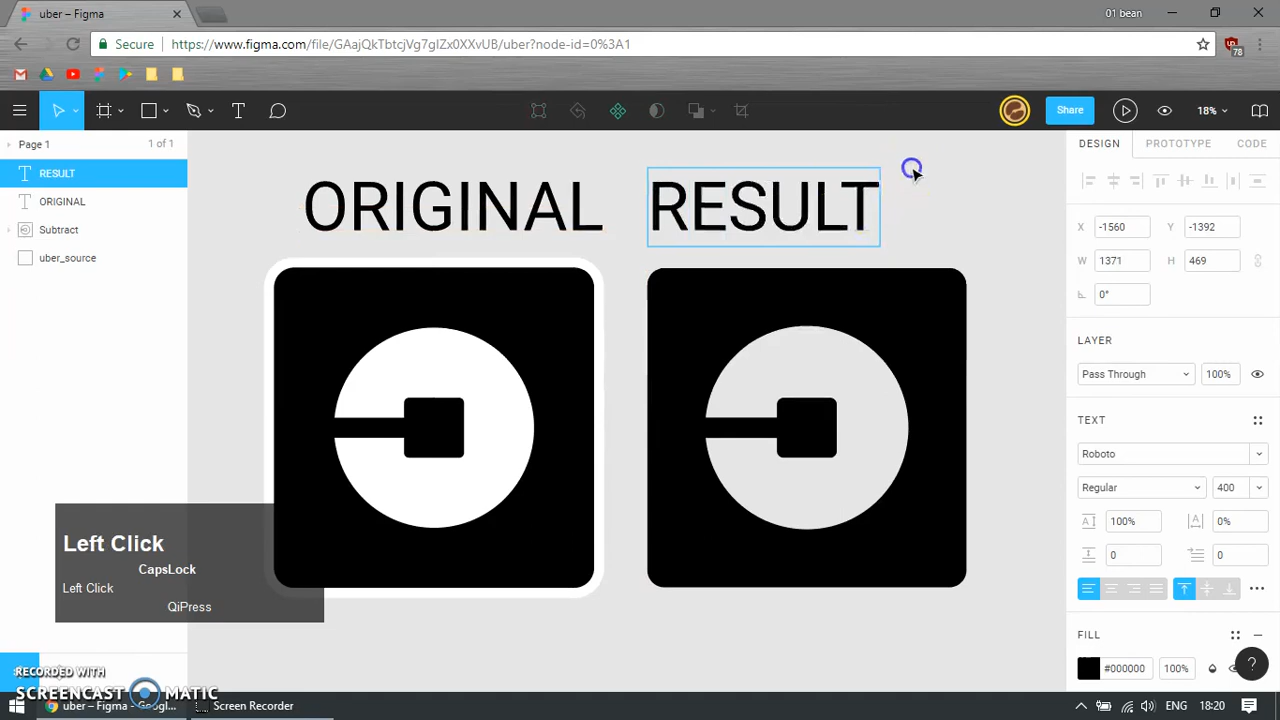 uber – Figma
01 bean
Secure
https://www.figma.com/file/GAajQkTbtcjVg7gIZx0XXvUB/uber?node-id=0%3A1
78
Share
18%
Page 1
1 of 1
DESIGN
PROTOTYPE
CODE
RESULT
ORIGINAL
Subtract
uber_source
ORIGINAL
RESULT
X
-1560
Y
-1392
W
1371
H
469
0°
LAYER
Pass Through
100%
TEXT
Roboto
Regular
400
100%
0%
0
0
FILL
#000000
100%
?
Left Click
CapsLock
Left Click
QiPress
RECORDED WITH
SCREENCAST MATIC
uber – Figma - Googl...
Screen Recorder
ENG
18:20